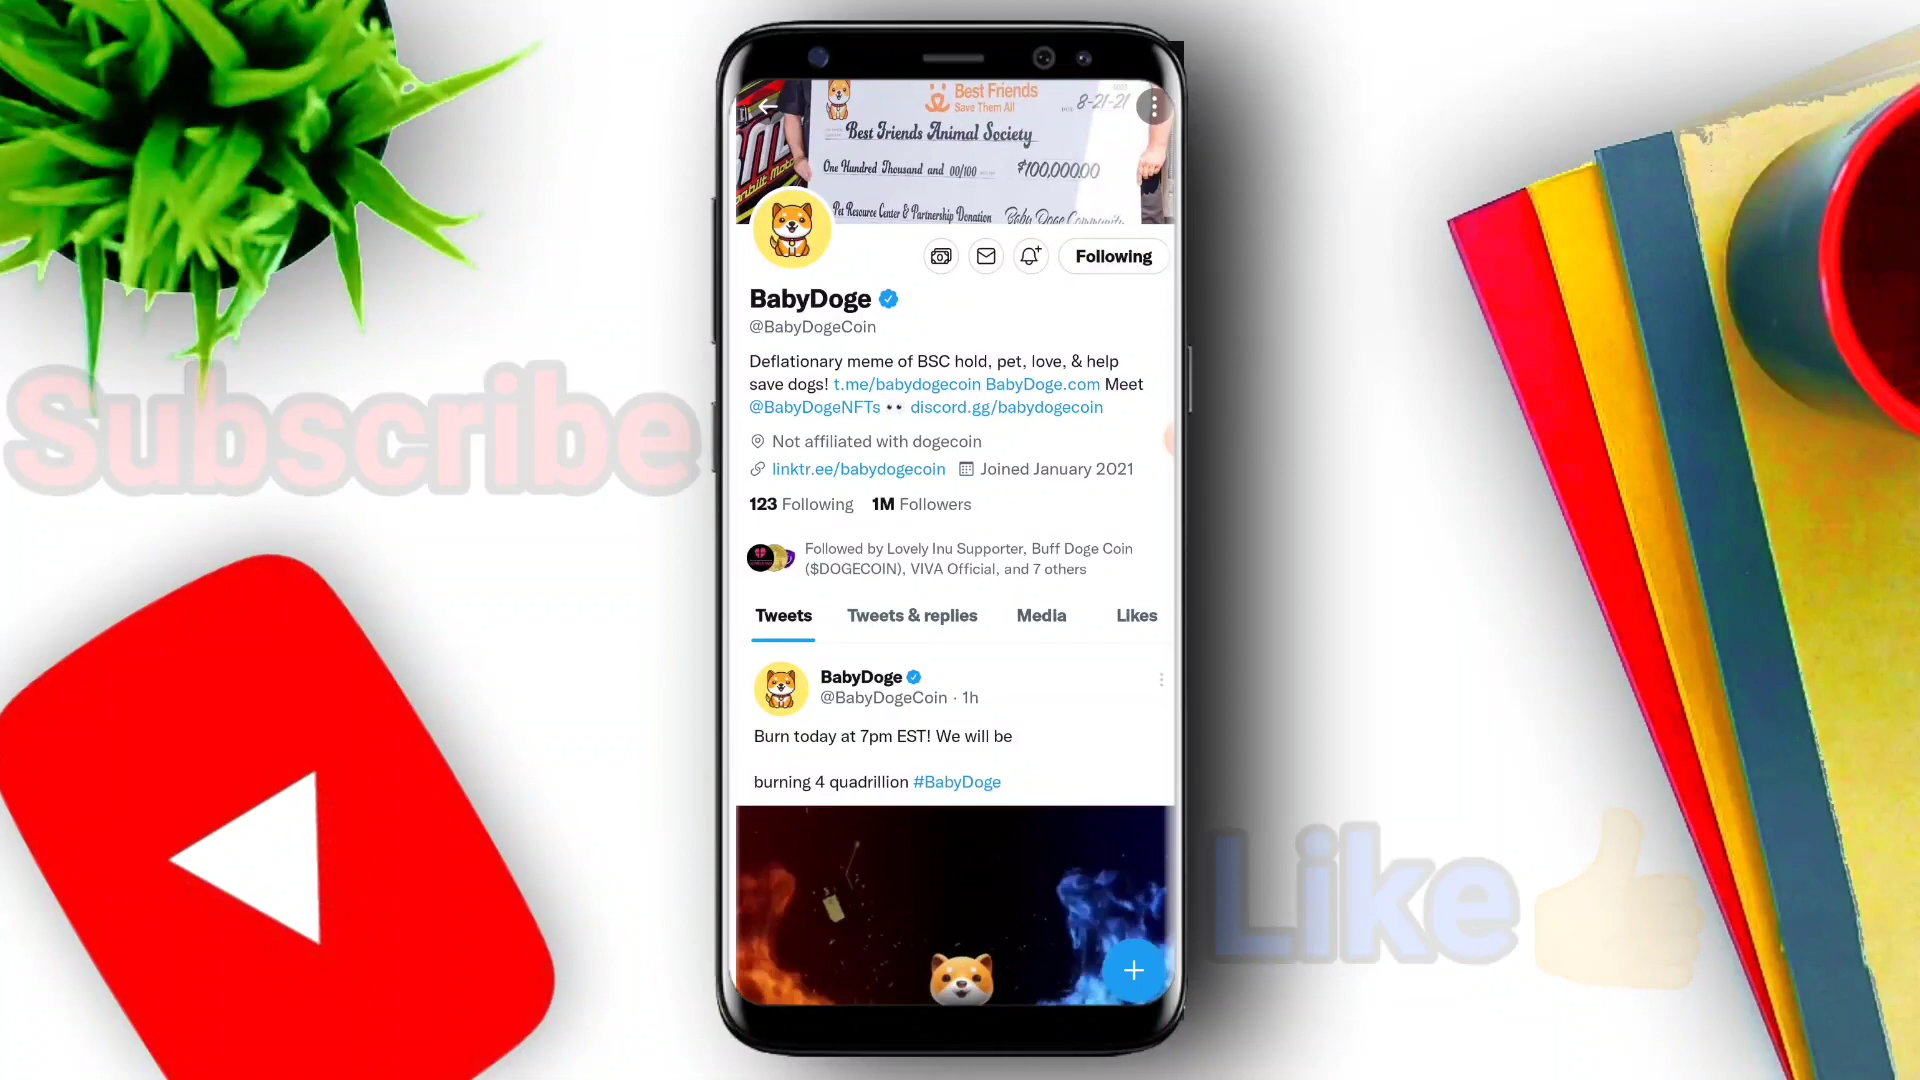 Best Friends
Save Them All
8-21-21
Best Friends Animal Society
One Hundred Thousand and 00/100
$100,000.00
Pet Resource Center & Partnership Donation
Baby Doge Community
Following
BabyDoge
@BabyDogeCoin
Deflationary meme of BSC hold, pet, love, & help
save dogs! t.me/babydogecoin BabyDoge.com Meet
@BabyDogeNFTs 👀 discord.gg/babydogecoin
Not affiliated with dogecoin
linktr.ee/babydogecoin Joined January 2021
123 Following 1M Followers
Followed by Lovely Inu Supporter, Buff Doge Coin
($DOGECOIN), VIVA Official, and 7 others
Tweets Tweets & replies Media Likes
BabyDoge
@BabyDogeCoin · 1h
Burn today at 7pm EST! We will be
burning 4 quadrillion #BabyDoge
Subscribe
Like